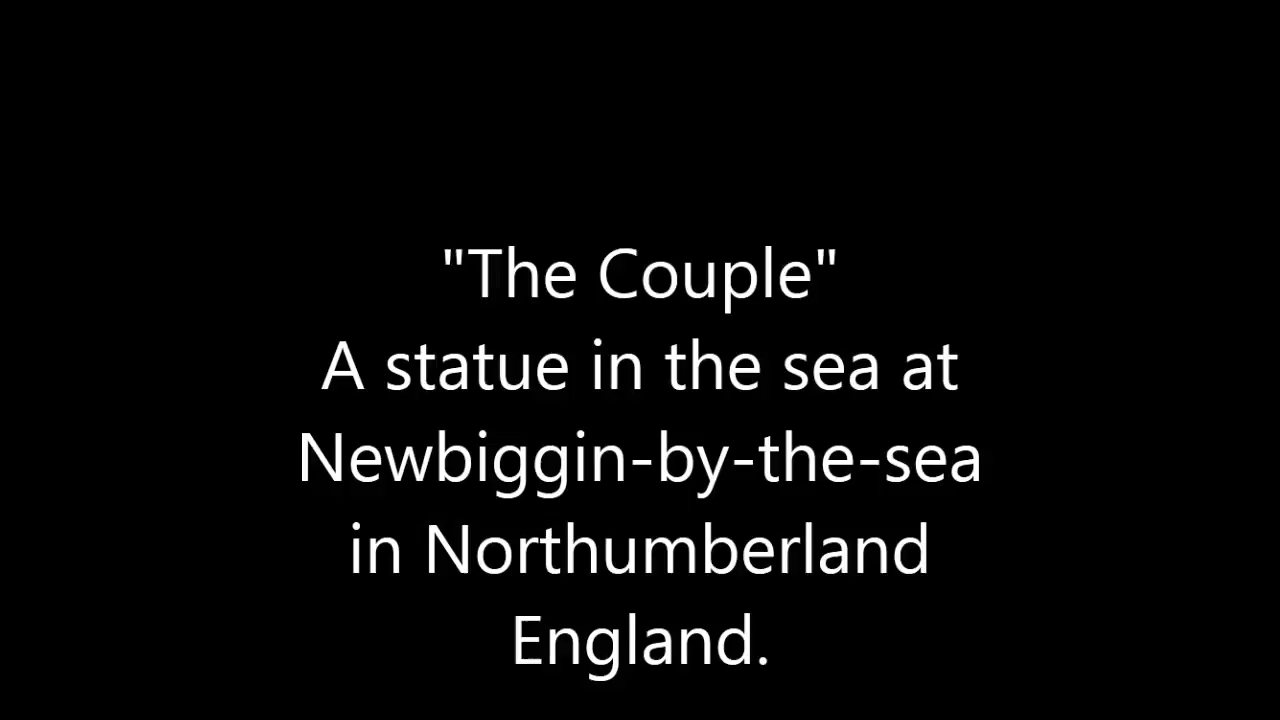 "The Couple"
A statue in the sea at
Newbiggin-by-the-sea
in Northumberland
England.